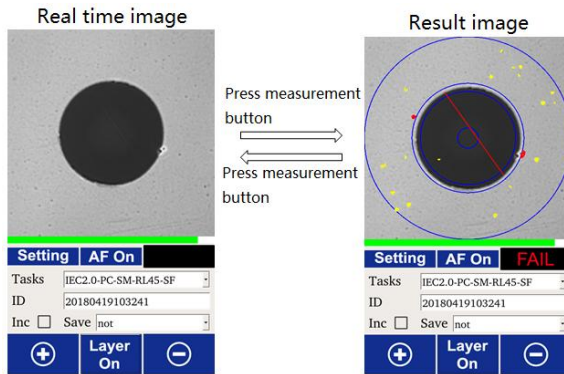 Real time image
Result image
Press measurement
button
Press measurement
button
Setting AF On
Tasks IEC2.0-PC-SM-RL45-SF
ID 20180419103241
Inc Save not
Layer
On
Setting AF On FAIL
Tasks IEC2.0-PC-SM-RL45-SF
ID 20180419103241
Inc Save not
Layer
On